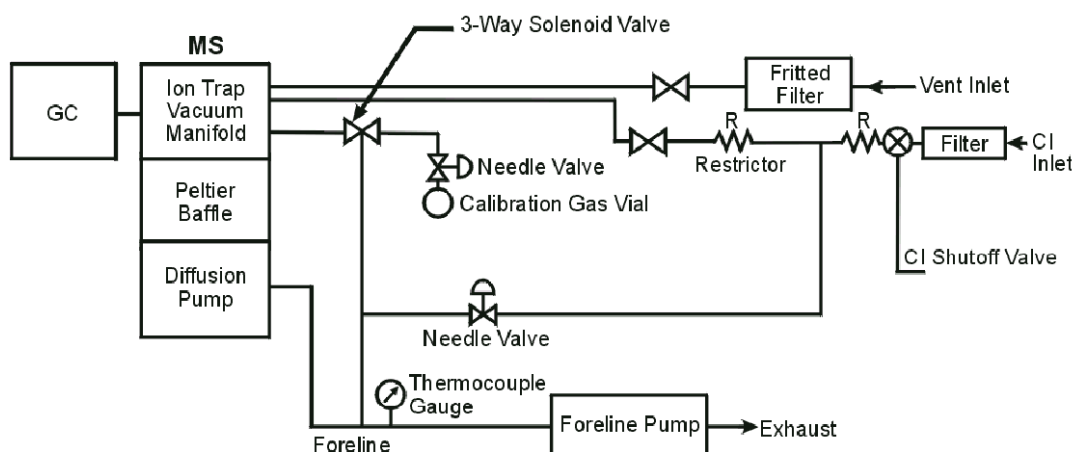 3-Way Solenoid Valve
MS
GC
Ion Trap
Vacuum
Manifold
Fritted
Filter
Vent Inlet
R
R
Restrictor
Filter
CI
Inlet
Needle Valve
Calibration Gas Vial
Peltier
Baffle
CI Shutoff Valve
Diffusion
Pump
Needle Valve
Thermocouple
Gauge
Foreline
Foreline Pump
Exhaust